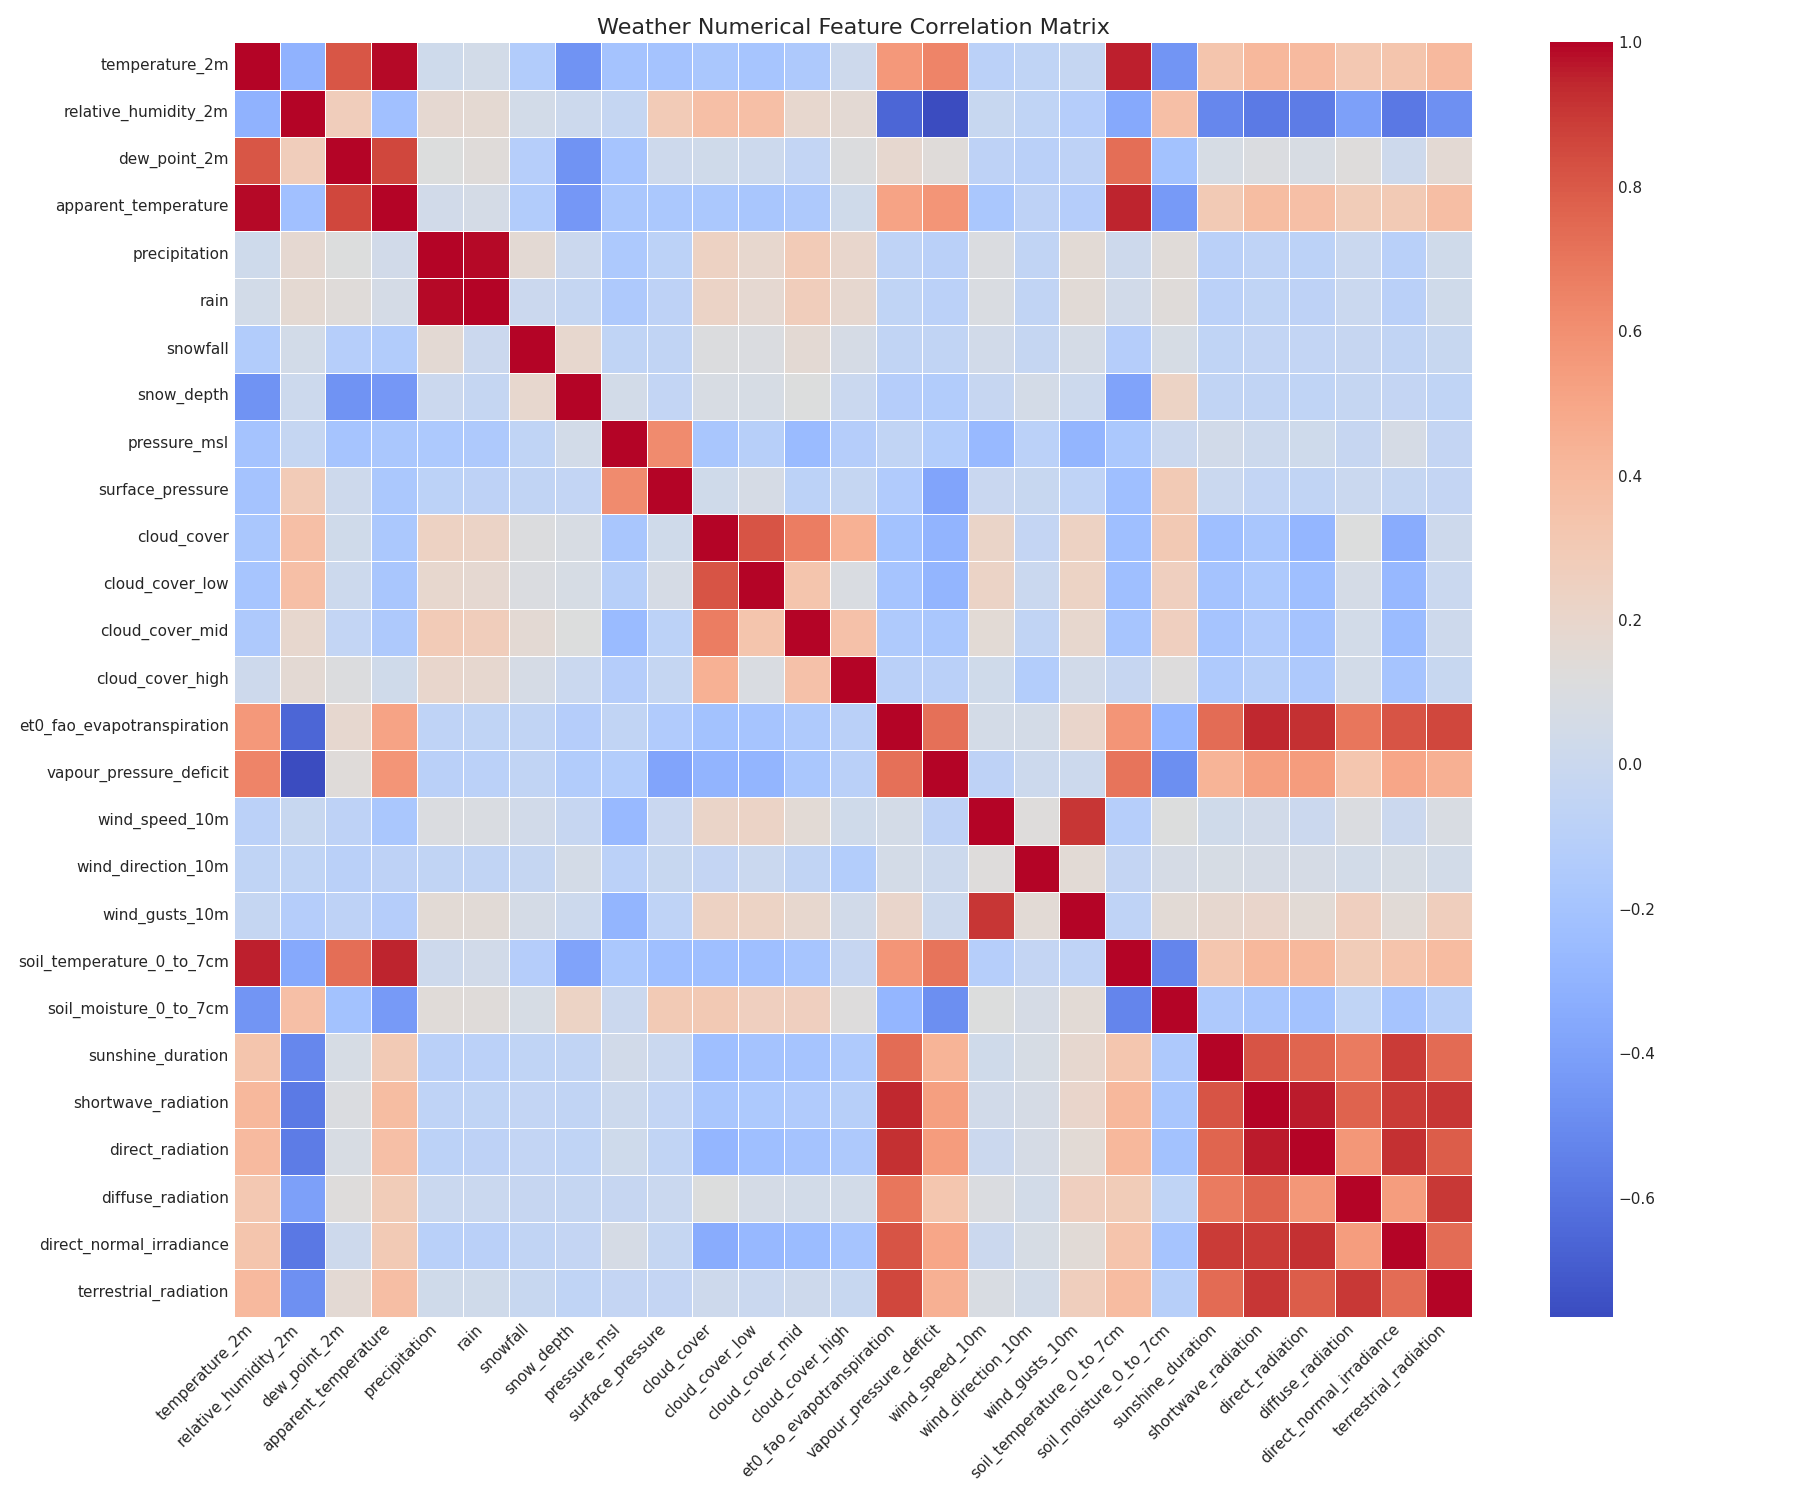 Weather Numerical Feature Correlation Matrix
temperature_2m
relative_humidity_2m
dew_point_2m
apparent_temperature
precipitation
rain
snowfall
snow_depth
pressure_msl
surface_pressure
cloud_cover
cloud_cover_low
cloud_cover_mid
cloud_cover_high
et0_fao_evapotranspiration
vapour_pressure_deficit
wind_speed_10m
wind_direction_10m
wind_gusts_10m
soil_temperature_0_to_7cm
soil_moisture_0_to_7cm
sunshine_duration
shortwave_radiation
direct_radiation
diffuse_radiation
direct_normal_irradiance
terrestrial_radiation
temperature_2m
relative_humidity_2m
dew_point_2m
apparent_temperature
precipitation
rain
snowfall
snow_depth
pressure_msl
surface_pressure
cloud_cover
cloud_cover_low
cloud_cover_mid
cloud_cover_high
et0_fao_evapotranspiration
vapour_pressure_deficit
wind_speed_10m
wind_direction_10m
wind_gusts_10m
soil_temperature_0_to_7cm
soil_moisture_0_to_7cm
sunshine_duration
shortwave_radiation
direct_radiation
diffuse_radiation
direct_normal_irradiance
terrestrial_radiation
1.0
0.8
0.6
0.4
0.2
0.0
−0.2
−0.4
−0.6